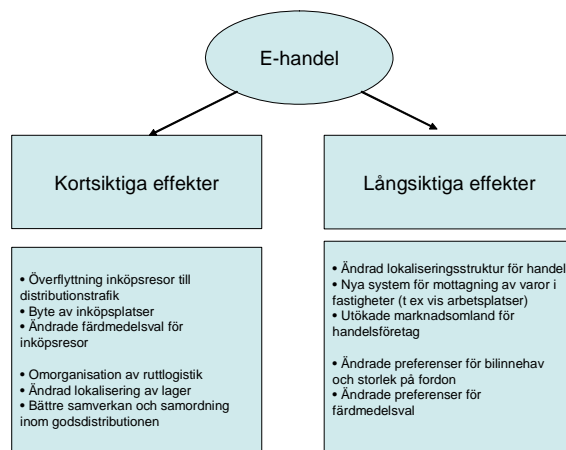 E-handel
Kortsiktiga effekter
Långsiktiga effekter
• Överflyttning inköpsresor till
distributionstrafik
• Byte av inköpsplatser
• Ändrade färdmedelsval för
inköpsresor
• Omorganisation av ruttlogistik
• Ändrad lokalisering av lager
• Bättre samverkan och samordning
inom godsdistributionen
• Ändrad lokaliseringsstruktur för handel
• Nya system för mottagning av varor i
fastigheter (t ex vis arbetsplatser)
• Utökade marknadsomland för
handelsföretag
• Ändrade preferenser för bilinnehav
och storlek på fordon
• Ändrade preferenser för
färdmedelsval